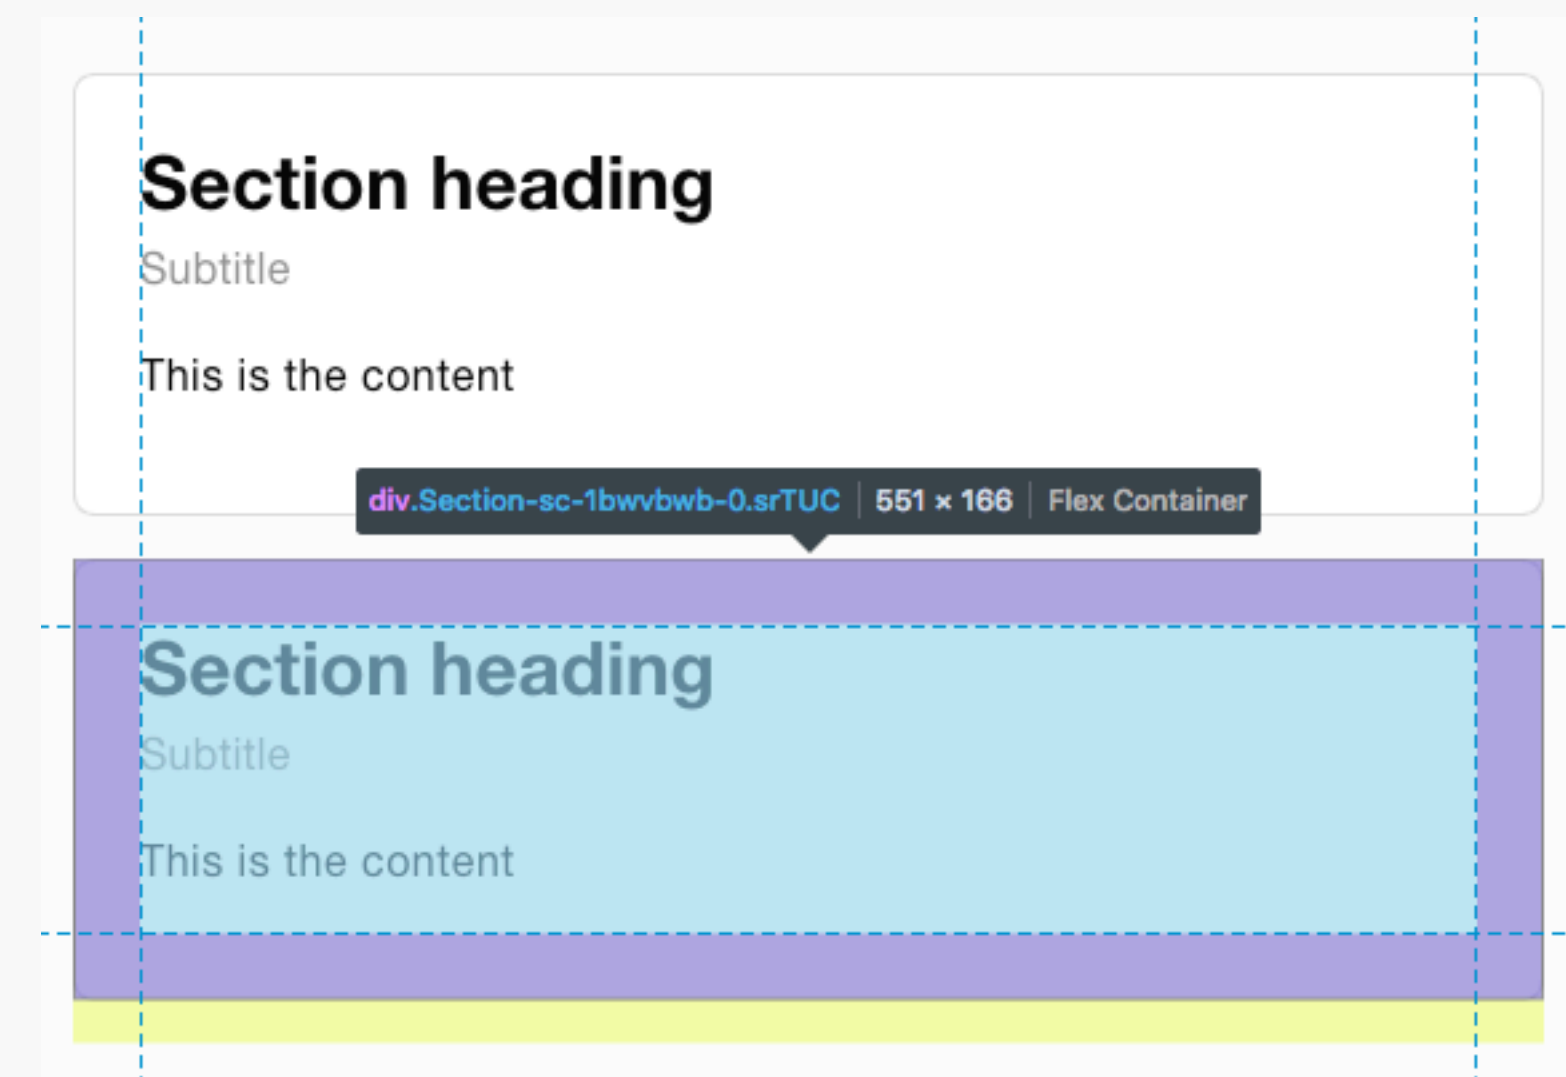 Section heading
Subtitle
This is the content
div.Section-sc-1bwvbwb-0.srTUC 551 × 166 Flex Container
Section heading
Subtitle
This is the content